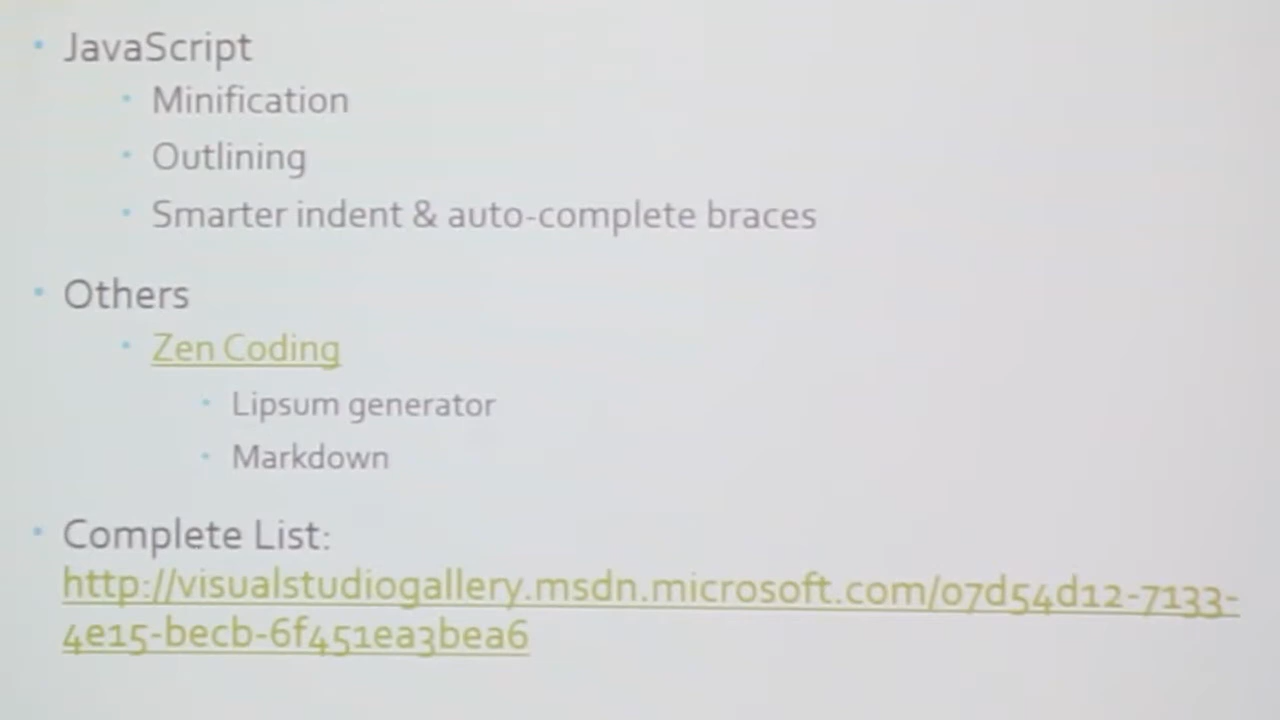 JavaScript
Minification
Outlining
Smarter indent & auto-complete braces
Others
Zen Coding
Lipsum generator
Markdown
Complete List:
http://visualstudiogallery.msdn.microsoft.com/07d54d12-7133-
4e15-becb-6f451ea3bea6